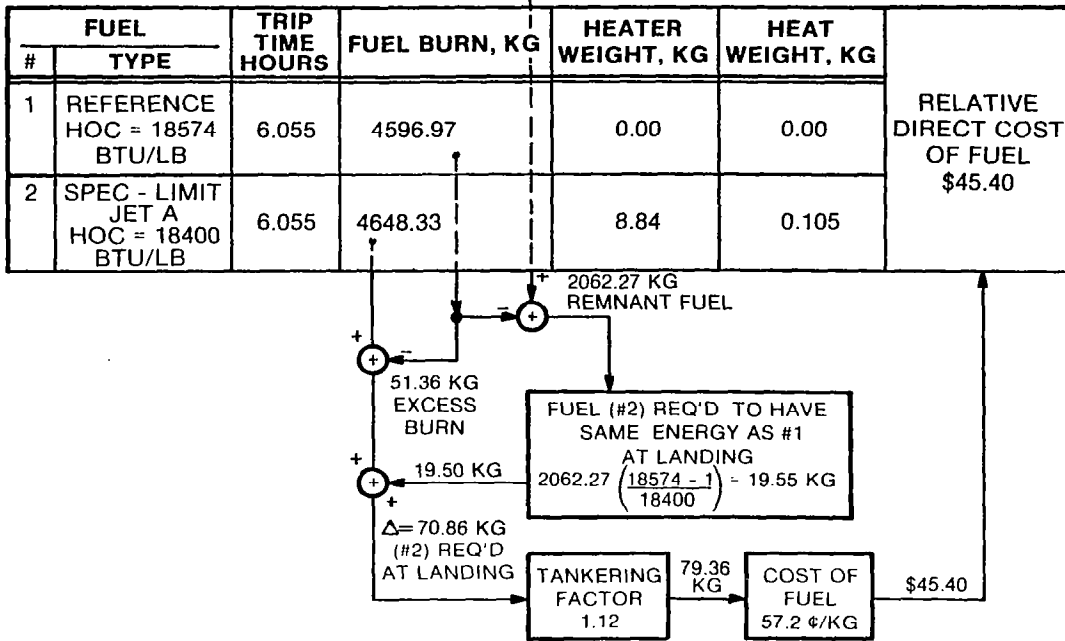 FUEL
#
TYPE
TRIP
TIME
HOURS
FUEL BURN, KG
HEATER
WEIGHT, KG
HEAT
WEIGHT, KG
RELATIVE
DIRECT COST
OF FUEL
$45.40
1
REFERENCE
HOC = 18574
BTU/LB
6.055
4596.97
0.00
0.00
2
SPEC - LIMIT
JET A
HOC = 18400
BTU/LB
6.055
4648.33
8.84
0.105
+
2062.27 KG
REMNANT FUEL
–
+
+
–
+
51.36 KG
EXCESS
BURN
FUEL (#2) REQ'D TO HAVE
SAME ENERGY AS #1
AT LANDING
2062.27 (18574 - 1 / 18400) - 19.55 KG
+
19.50 KG
+
+
Δ= 70.86 KG
(#2) REQ'D
AT LANDING
TANKERING
FACTOR
1.12
79.36
KG
COST OF
FUEL
57.2 ¢/KG
$45.40